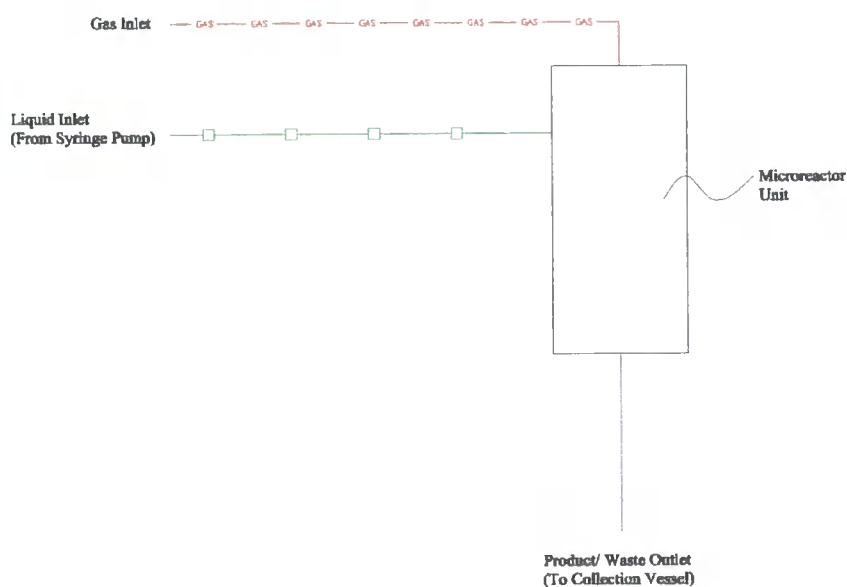 Gas Inlet
GAS GAS GAS GAS GAS GAS GAS GAS
Liquid Inlet
(From Syringe Pump)
Microreactor
Unit
Product/ Waste Outlet
(To Collection Vessel)